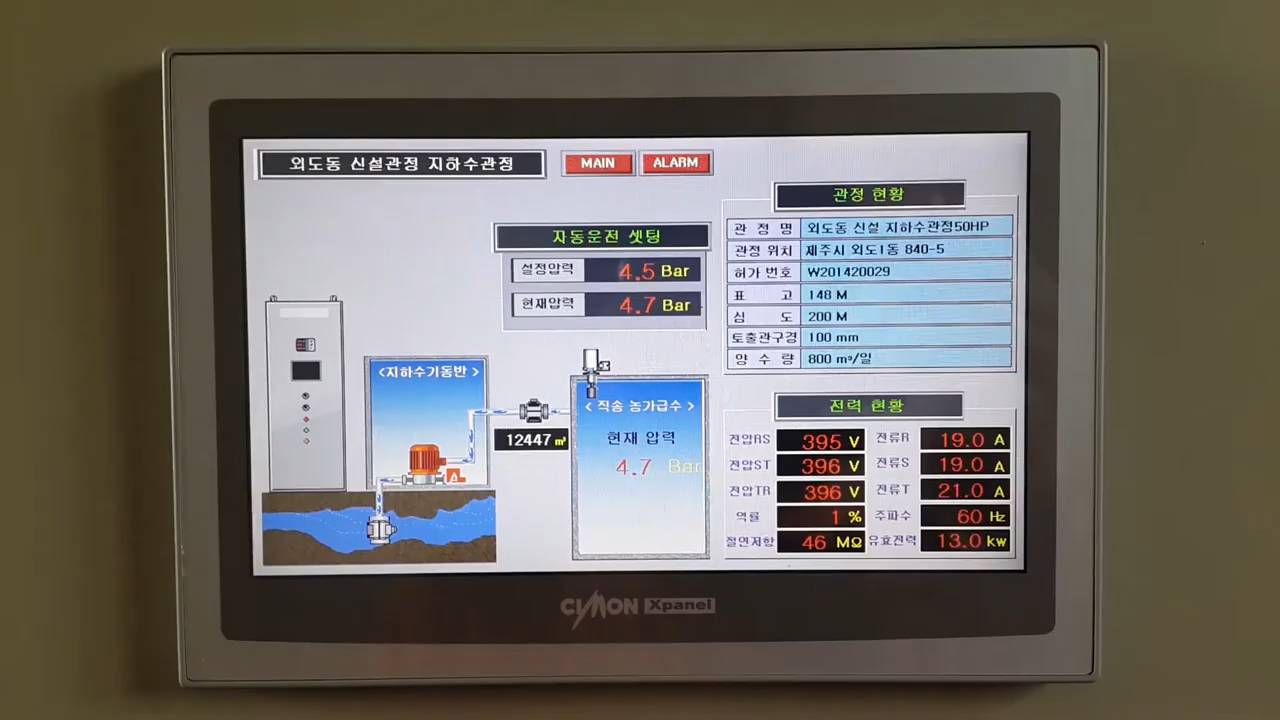 외도동 신설관정 지하수관정
MAIN
ALARM
관정 현황
관 정 명 외도동 신설 지하수관정50HP
관정 위치 제주시 외도1동 840-5
허가 번호 W201420029
표 고 148 M
심 도 200 M
토출관구경 100 mm
양 수 량 800 m³/일
자동운전 셋팅
설정압력 4.5 Bar
현재압력 4.7 Bar
<지하수기동반 >
A
12447 m³
< 직송 농가급수 >
현재 압력
4.7 Bar
전력 현황
전압RS 395 V 전류R 19.0 A
전압ST 396 V 전류S 19.0 A
전압TR 396 V 전류T 21.0 A
역률 1 % 주파수 60 Hz
절연저항 46 MΩ 유효전력 13.0 kw
CIMON Xpanel